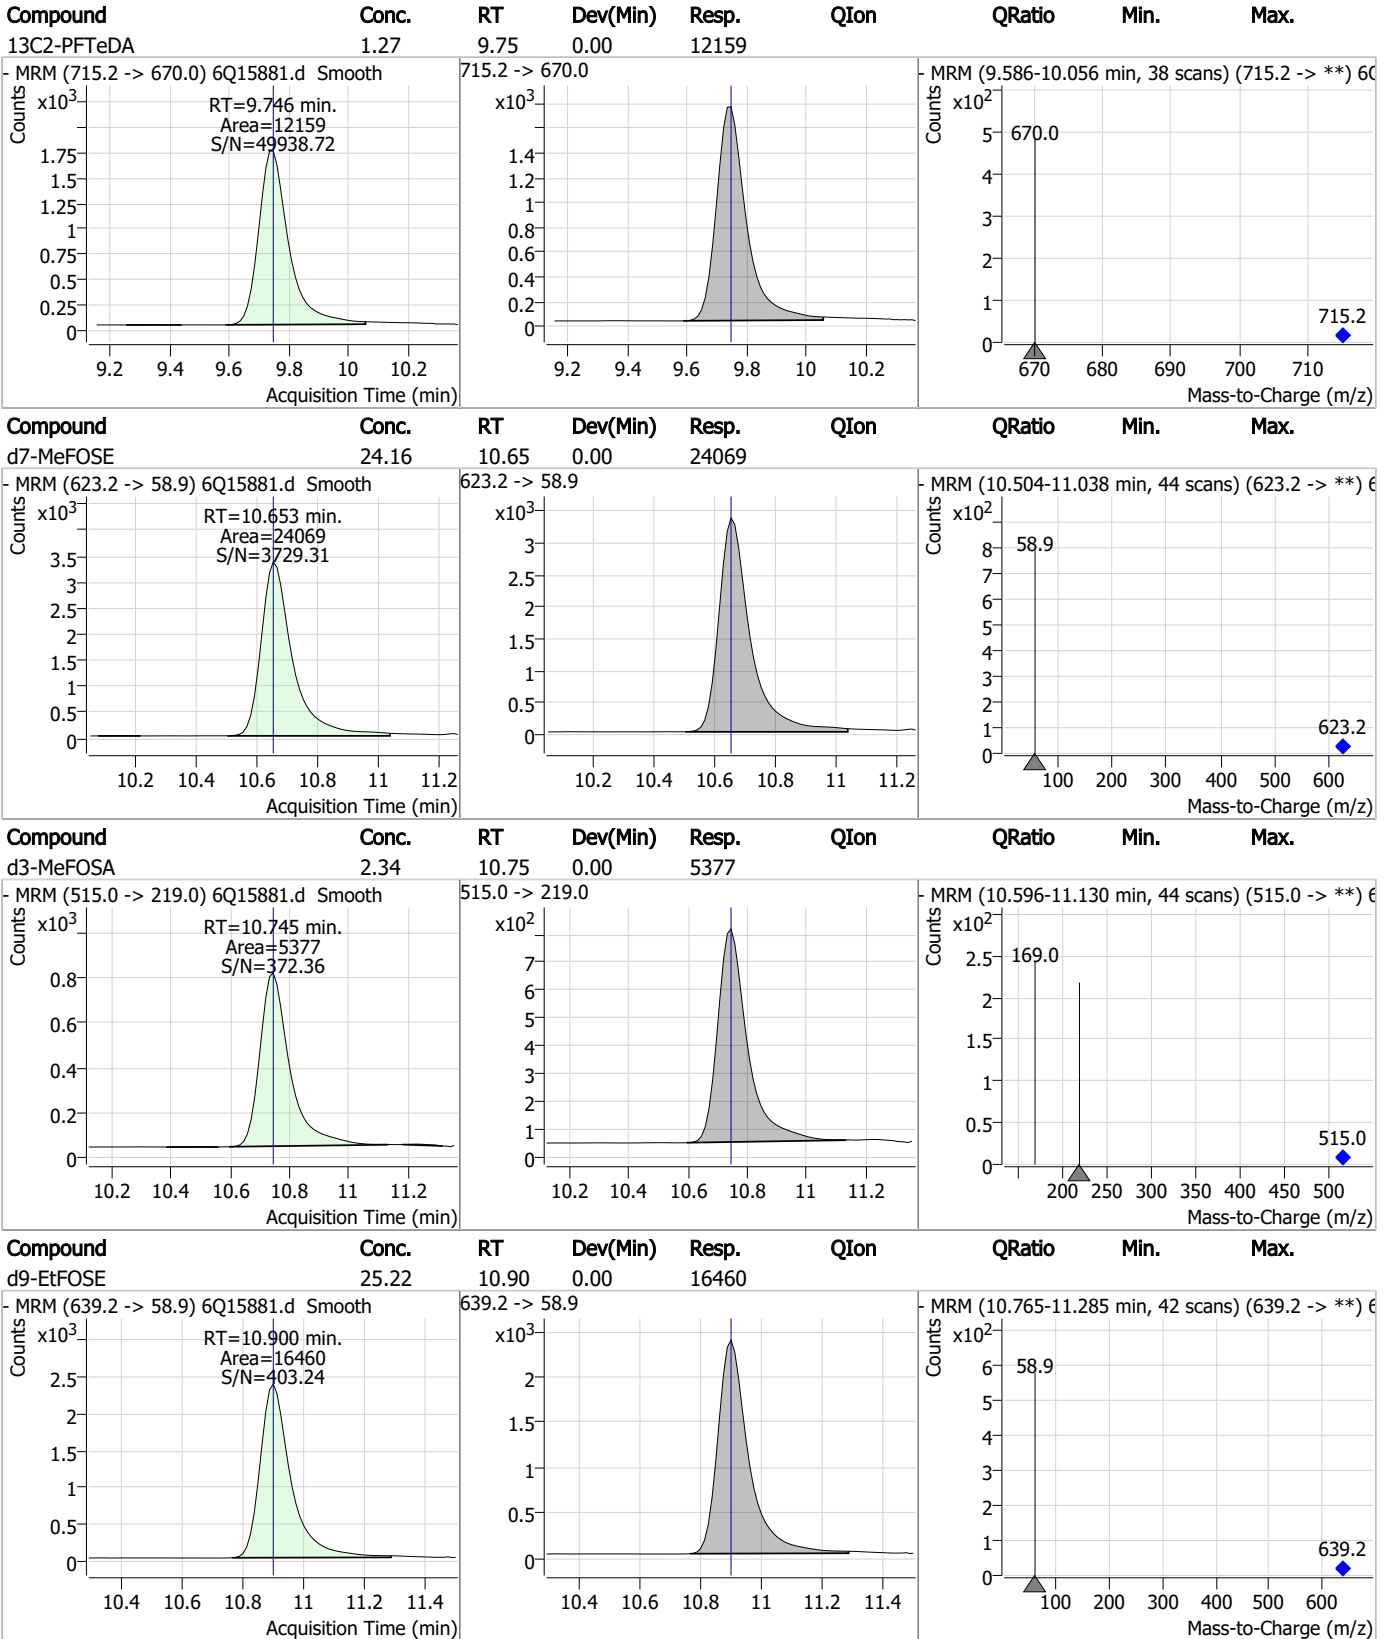 Compound Conc. RT Dev(Min) Resp. QIon QRatio Min. Max.
13C2-PFTeDA 1.27 9.75 0.00 12159
- MRM (715.2 -> 670.0) 6Q15881.d Smooth
Counts
x10³
RT=9.746 min.
Area=12159
S/N=49938.72
1.75
1.5
1.25
1
0.75
0.5
0.25
0
9.2 9.4 9.6 9.8 10 10.2
Acquisition Time (min)
715.2 -> 670.0
x10³
1.4
1.2
1
0.8
0.6
0.4
0.2
0
9.2 9.4 9.6 9.8 10 10.2
- MRM (9.586-10.056 min, 38 scans) (715.2 -> **) 6Q
Counts
x10²
670.0
5
4
3
2
1
0
715.2
670 680 690 700 710
Mass-to-Charge (m/z)
Compound Conc. RT Dev(Min) Resp. QIon QRatio Min. Max.
d7-MeFOSE 24.16 10.65 0.00 24069
- MRM (623.2 -> 58.9) 6Q15881.d Smooth
Counts
x10³
RT=10.653 min.
Area=24069
S/N=3729.31
3.5
3
2.5
2
1.5
1
0.5
0
10.2 10.4 10.6 10.8 11 11.2
Acquisition Time (min)
623.2 -> 58.9
x10³
3
2.5
2
1.5
1
0.5
0
10.2 10.4 10.6 10.8 11 11.2
- MRM (10.504-11.038 min, 44 scans) (623.2 -> **) 6
Counts
x10²
58.9
8
7
6
5
4
3
2
1
0
623.2
100 200 300 400 500 600
Mass-to-Charge (m/z)
Compound Conc. RT Dev(Min) Resp. QIon QRatio Min. Max.
d3-MeFOSA 2.34 10.75 0.00 5377
- MRM (515.0 -> 219.0) 6Q15881.d Smooth
Counts
x10³
RT=10.745 min.
Area=5377
S/N=372.36
0.8
0.6
0.4
0.2
0
10.2 10.4 10.6 10.8 11 11.2
Acquisition Time (min)
515.0 -> 219.0
x10²
7
6
5
4
3
2
1
0
10.2 10.4 10.6 10.8 11 11.2
- MRM (10.596-11.130 min, 44 scans) (515.0 -> **) 6
Counts
x10²
169.0
2.5
2
1.5
1
0.5
0
515.0
200 250 300 350 400 450 500
Mass-to-Charge (m/z)
Compound Conc. RT Dev(Min) Resp. QIon QRatio Min. Max.
d9-EtFOSE 25.22 10.90 0.00 16460
- MRM (639.2 -> 58.9) 6Q15881.d Smooth
Counts
x10³
RT=10.900 min.
Area=16460
S/N=403.24
2.5
2
1.5
1
0.5
0
10.4 10.6 10.8 11 11.2 11.4
Acquisition Time (min)
639.2 -> 58.9
x10³
2
1.5
1
0.5
0
10.4 10.6 10.8 11 11.2 11.4
- MRM (10.765-11.285 min, 42 scans) (639.2 -> **) 6
Counts
x10²
58.9
6
5
4
3
2
1
0
639.2
100 200 300 400 500 600
Mass-to-Charge (m/z)